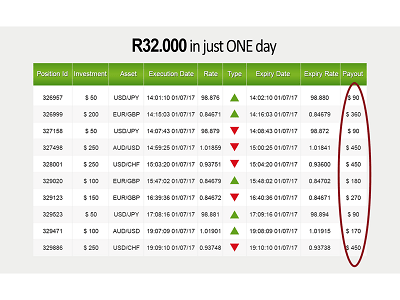 R32.000 in just ONE day
Position Id Investment Asset Execution Date Rate Type Expiry Date Expiry Rate Payout
326957 $ 50 USD/JPY 14:01:10 01/07/17 98.876 14:02:10 01/07/17 98.880 $ 90
326999 $ 200 EUR/GBP 14:15:03 01/07/17 0.84671 14:16:03 01/07/17 0.84679 $ 360
327158 $ 50 USD/JPY 14:07:43 01/07/17 98.879 14:08:43 01/07/17 98.872 $ 90
327498 $ 250 AUD/USD 14:59:25 01/07/17 1.01859 15:00:25 01/07/17 1.01841 $ 450
328001 $ 250 USD/CHF 15:03:20 01/07/17 0.93751 15:04:20 01/07/17 0.93600 $ 450
329020 $ 100 EUR/GBP 15:47:02 01/07/17 0.84679 15:48:02 01/07/17 0.84702 $ 180
329123 $ 150 EUR/GBP 16:39:36 01/07/17 0.84672 16:40:36 01/07/17 0.84671 $ 270
329523 $ 50 USD/JPY 17:08:16 01/07/17 98.881 17:09:16 01/07/17 98.894 $ 90
329471 $ 100 AUD/USD 19:07:09 01/07/17 1.01901 19:08:09 01/07/17 1.01915 $ 170
329886 $ 250 USD/CHF 19:09:10 01/07/17 0.93748 19:10:10 01/07/17 0.93738 $ 450